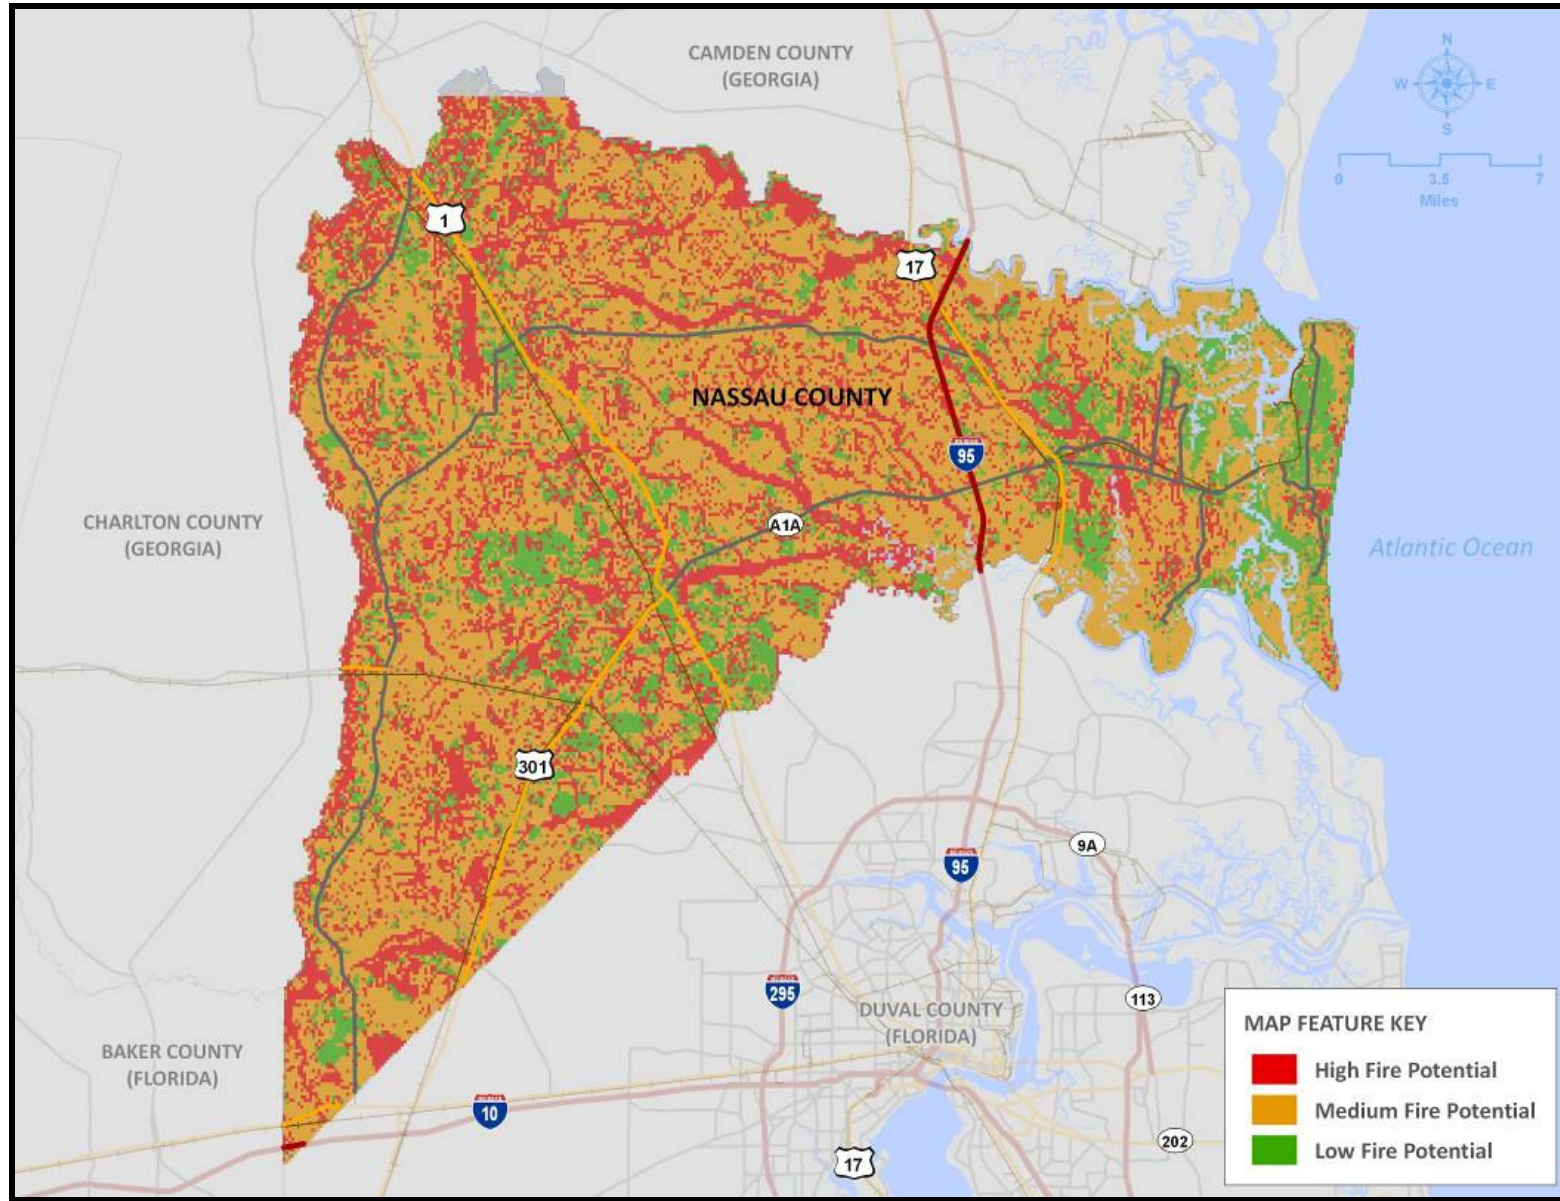 CAMDEN COUNTY
(GEORGIA)
N
W
E
S
0
3.5
7
Miles
1
17
NASSAU COUNTY
95
CHARLTON COUNTY
(GEORGIA)
A1A
Atlantic Ocean
301
9A
95
295
113
DUVAL COUNTY
(FLORIDA)
BAKER COUNTY
(FLORIDA)
10
202
17
MAP FEATURE KEY
High Fire Potential
Medium Fire Potential
Low Fire Potential